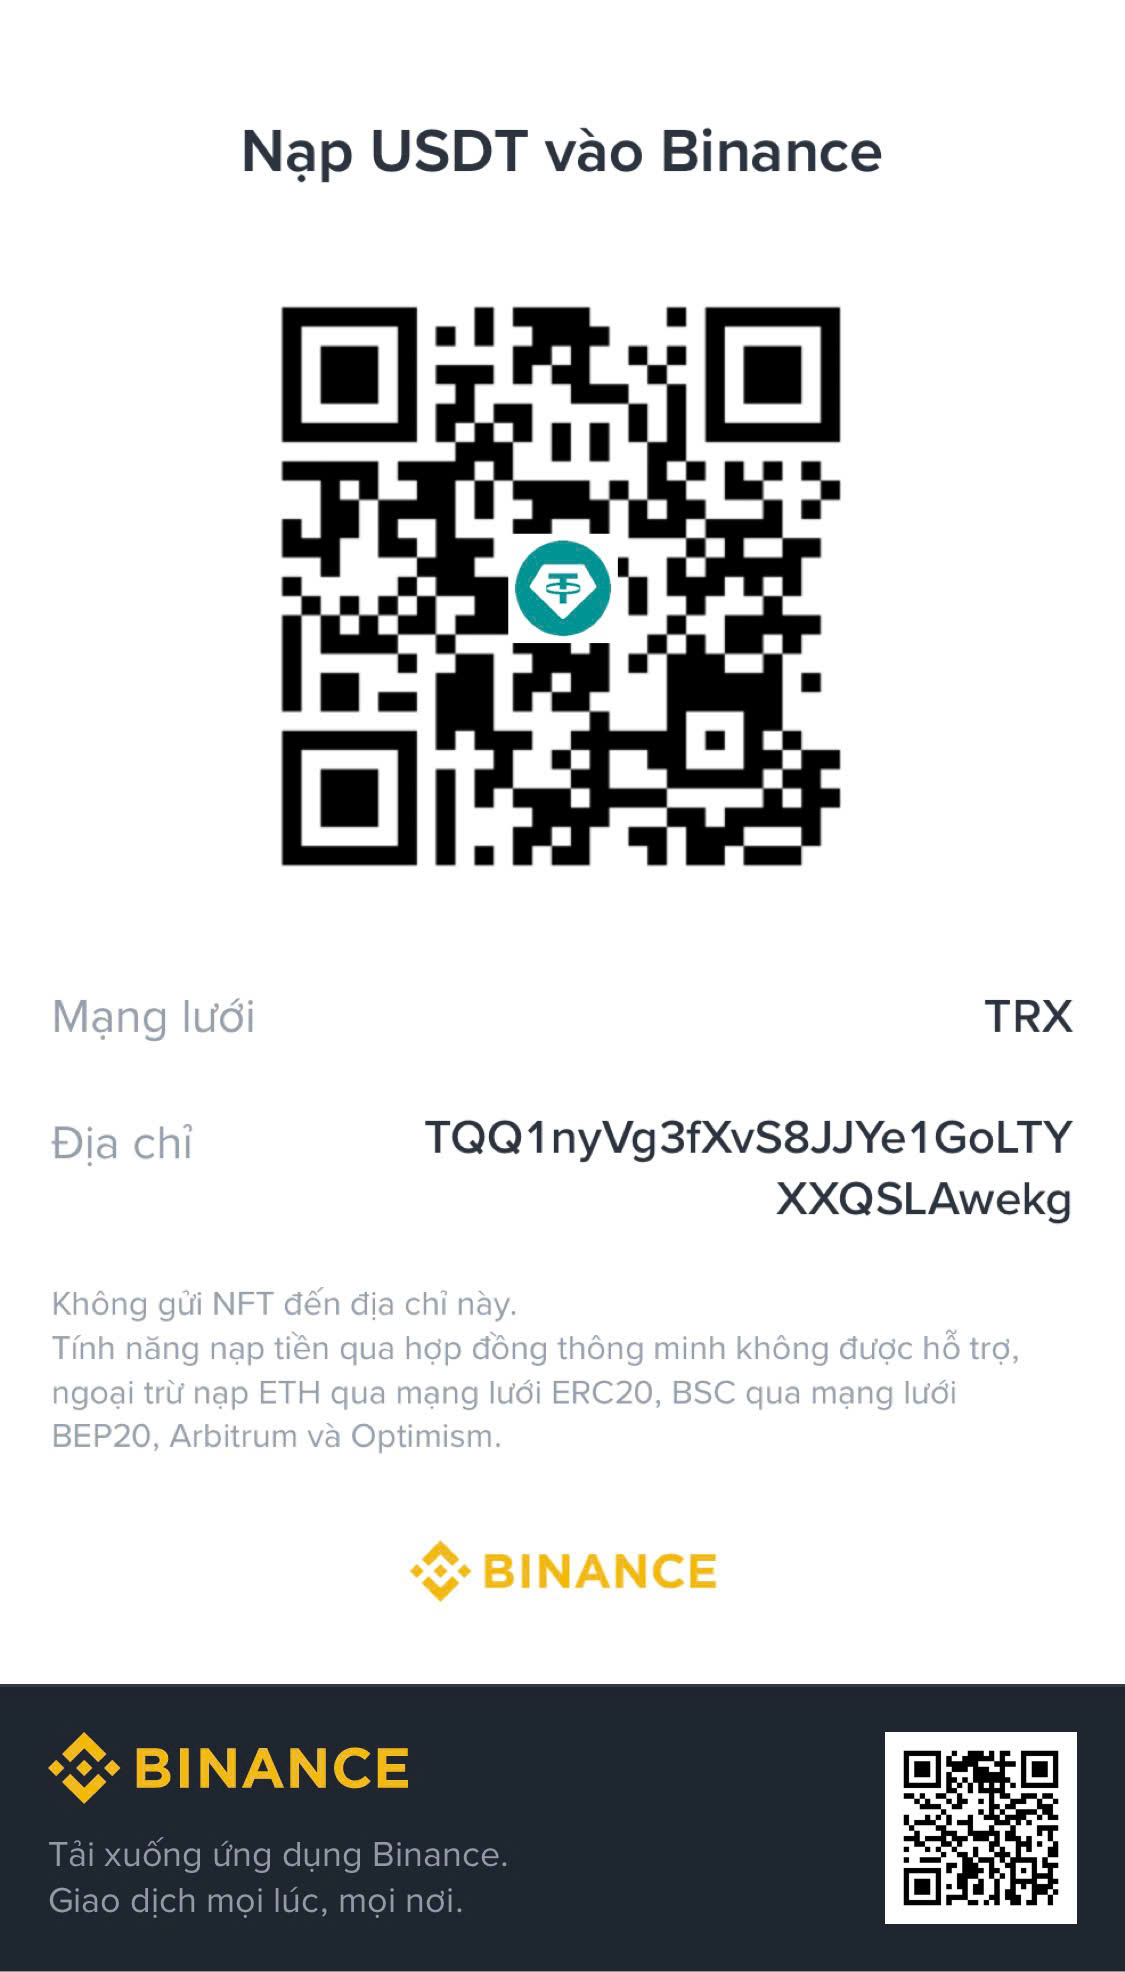 Nạp USDT vào Binance
Mạng lưới TRX
Địa chỉ TQQ1nyVg3fXvS8JJYe1GoLTY
XXQSLAwekg
Không gửi NFT đến địa chỉ này.
Tính năng nạp tiền qua hợp đồng thông minh không được hỗ trợ,
ngoại trừ nạp ETH qua mạng lưới ERC20, BSC qua mạng lưới
BEP20, Arbitrum và Optimism.
BINANCE
BINANCE
Tải xuống ứng dụng Binance.
Giao dịch mọi lúc, mọi nơi.